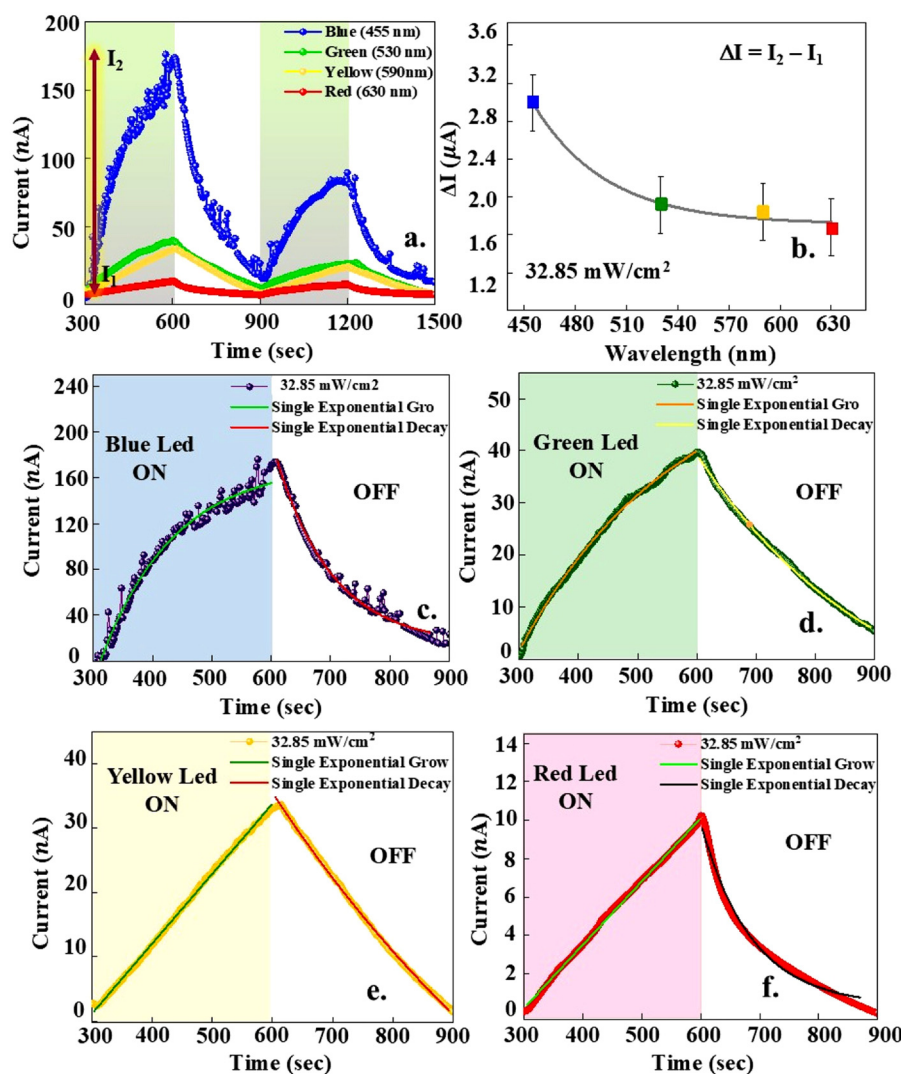 200
150
100
50
0
Current (nA)
I2
I1
Blue (455 nm)
Green (530 nm)
Yellow (590nm)
Red (630 nm)
a.
300 600 900 1200 1500
Time (sec)
3.6
3.2
2.8
2.4
2.0
1.6
1.2
ΔI (μA)
ΔI = I2 – I1
b.
32.85 mW/cm2
450 480 510 540 570 600 630
Wavelength (nm)
240
200
160
120
80
40
0
Current (nA)
32.85 mW/cm2
Single Exponential Gro
Single Exponential Decay
Blue Led
ON
OFF
c.
300 400 500 600 700 800 900
Time (sec)
50
40
30
20
10
0
Current (nA)
32.85 mW/cm2
Single Exponential Gro
Single Exponential Decay
Green Led
ON
OFF
d.
300 400 500 600 700 800 900
Time (sec)
40
30
20
10
0
Current (nA)
32.85 mW/cm2
Single Exponential Grow
Single Exponential Decay
Yellow Led
ON
OFF
e.
300 400 500 600 700 800 900
Time (sec)
14
12
10
8
6
4
2
0
Current (nA)
32.85 mW/cm2
Single Exponential Grow
Single Exponential Decay
Red Led
ON
OFF
f.
300 400 500 600 700 800 900
Time (sec)